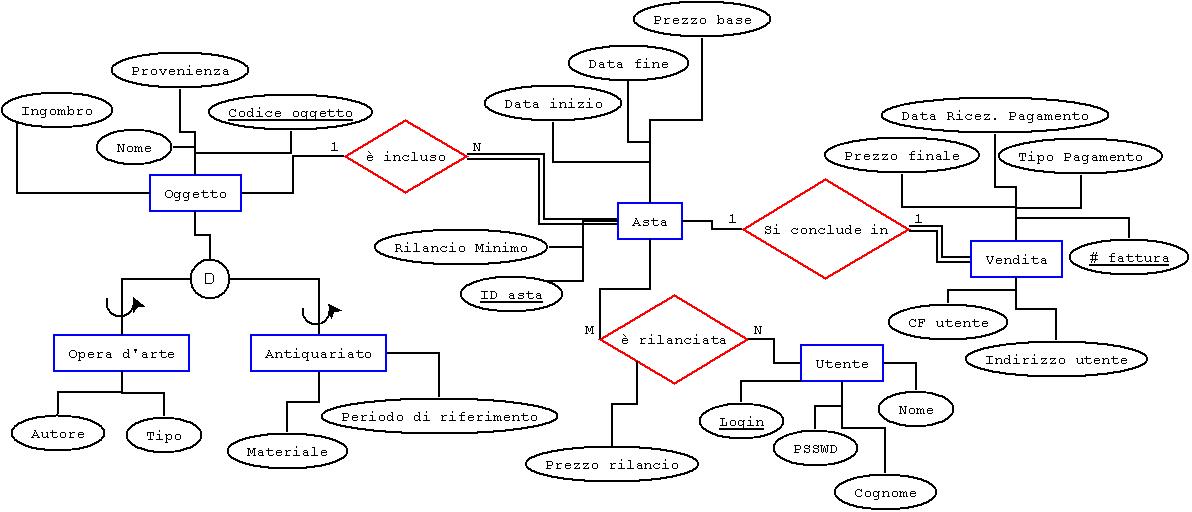 Prezzo base
Data fine
Provenienza
Data inizio
Ingombro
Codice oggetto
Data Ricez. Pagamento
Nome
1
è incluso
N
Prezzo finale
Tipo Pagamento
Oggetto
Asta
1
Si conclude in
1
Rilancio Minimo
Vendita
# fattura
D
ID asta
CF utente
M
è rilanciata
N
Opera d'arte
Antiquariato
Utente
Indirizzo utente
Periodo di riferimento
Nome
Login
Autore
Tipo
Materiale
PSSWD
Prezzo rilancio
Cognome